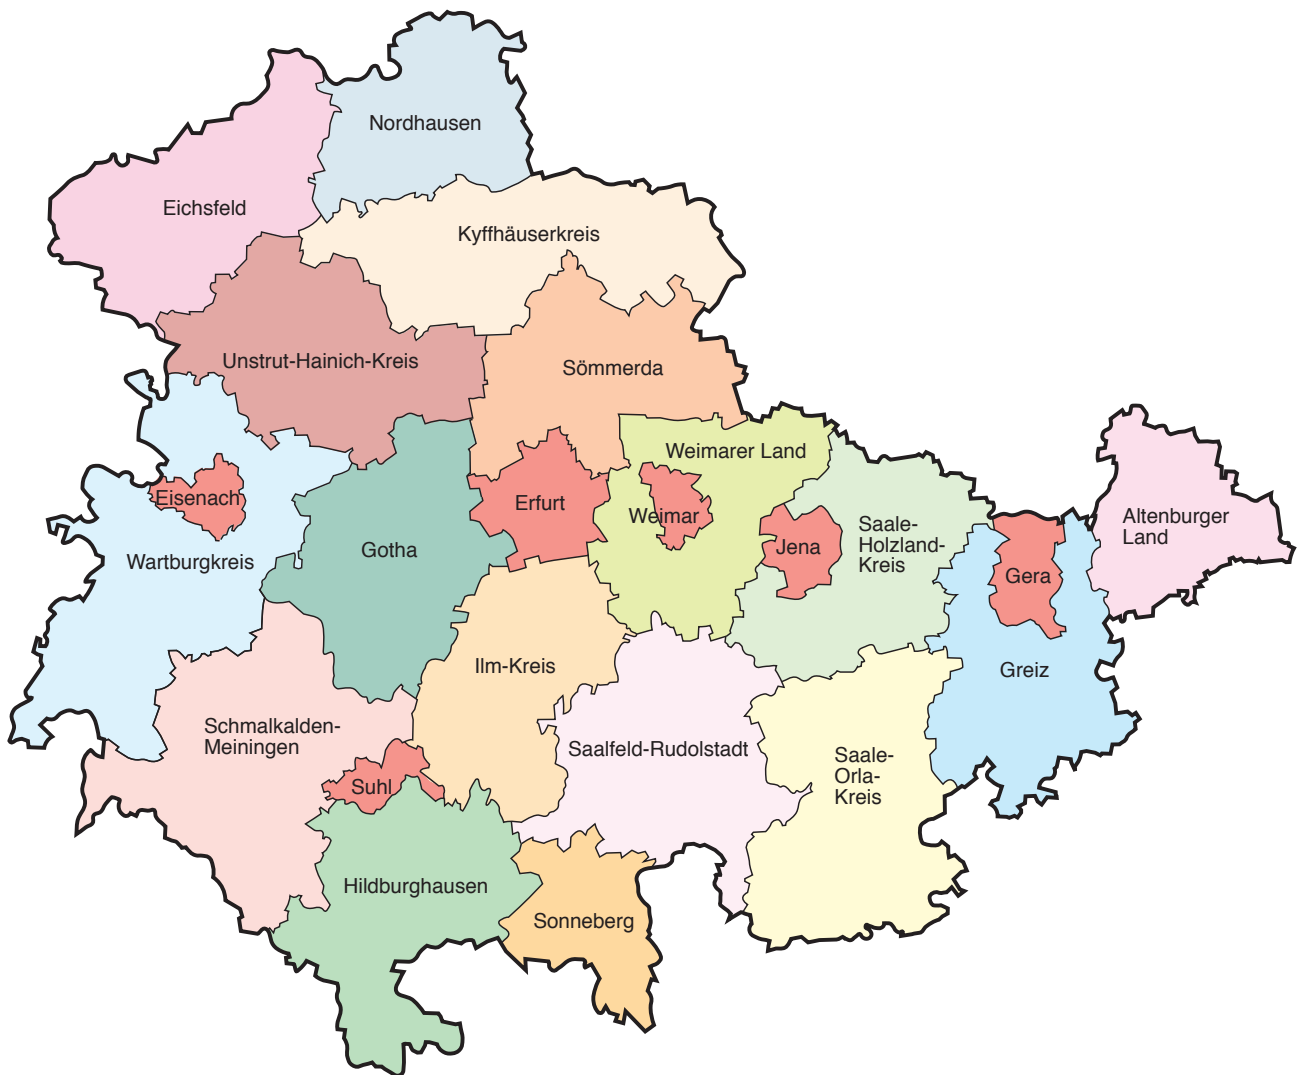 Nordhausen
Eichsfeld
Kyffhäuserkreis
Unstrut-Hainich-Kreis
Sömmerda
Weimarer Land
Eisenach
Erfurt
Weimar
Saale-
Holzland-
Kreis
Altenburger
Land
Wartburgkreis
Gotha
Jena
Gera
Ilm-Kreis
Greiz
Schmalkalden-
Meiningen
Saalfeld-Rudolstadt
Saale-
Orla-
Kreis
Suhl
Hildburghausen
Sonneberg